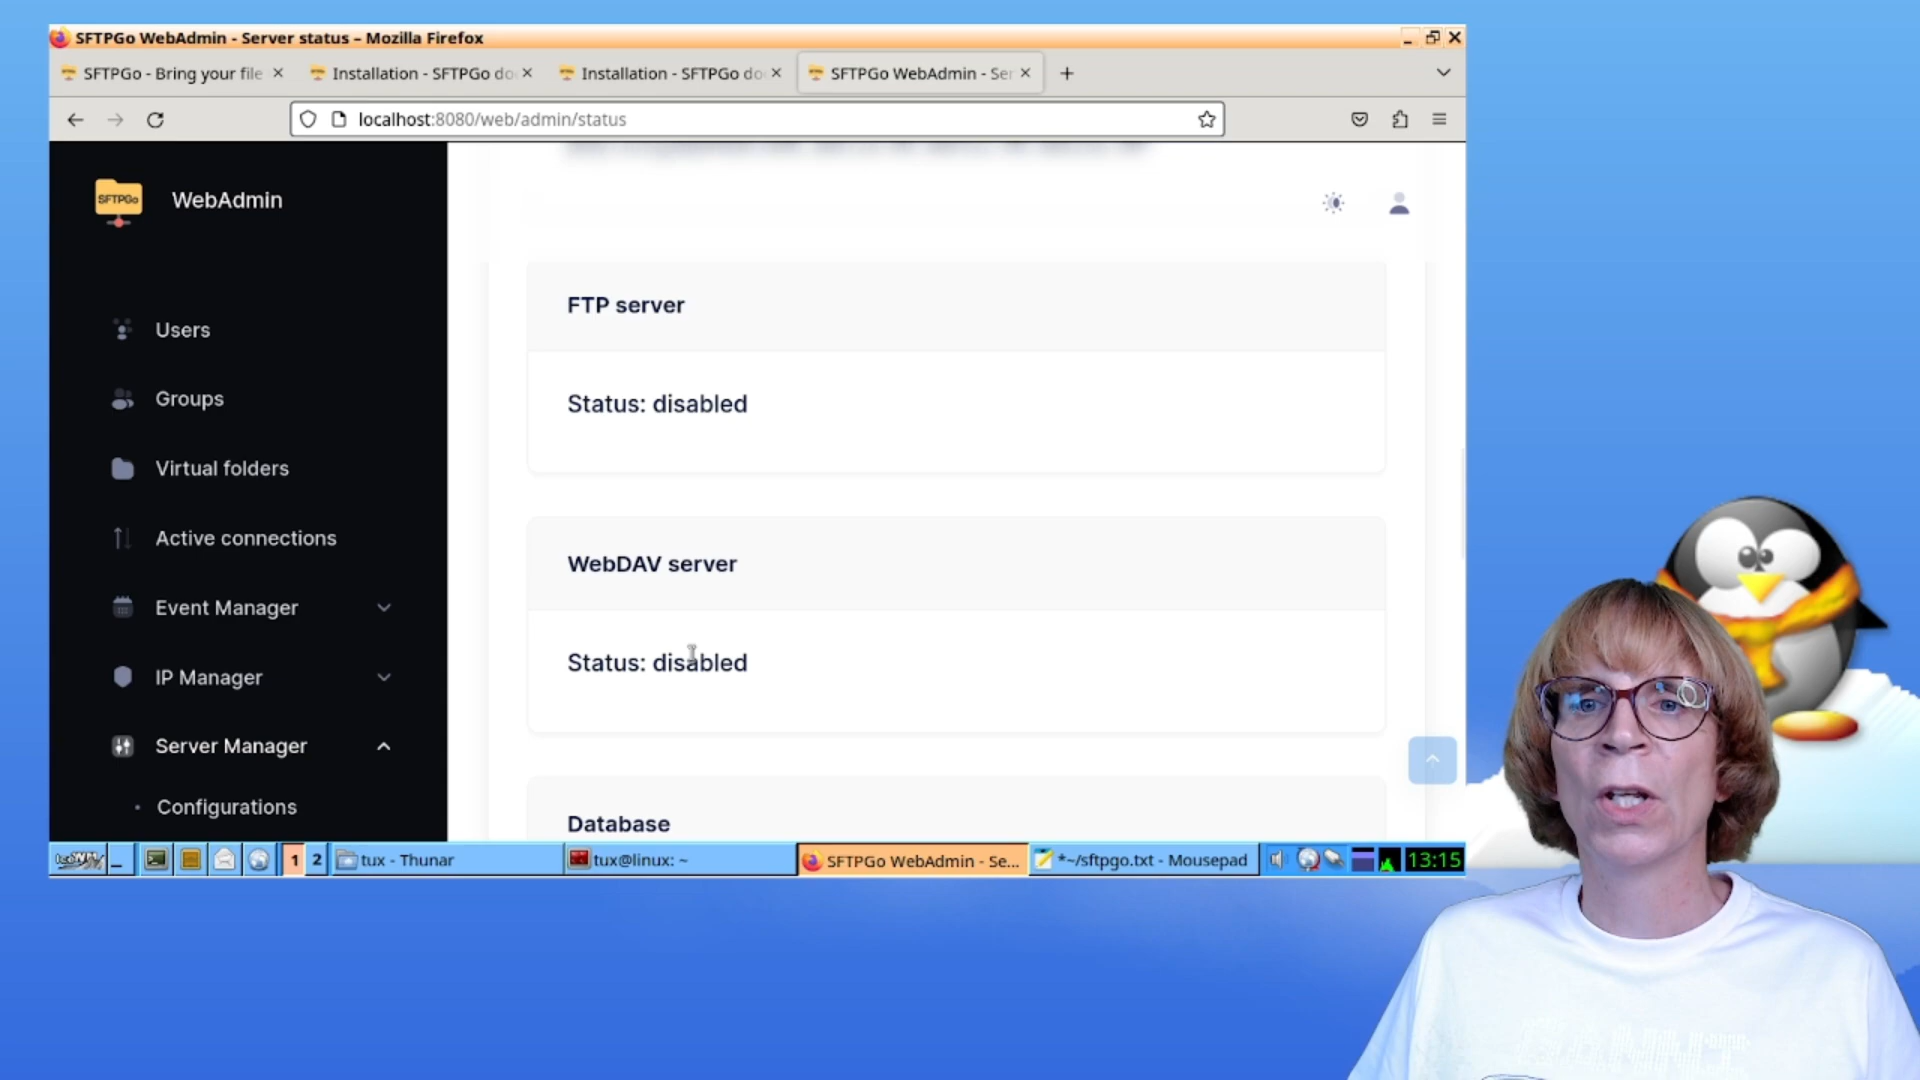 SFTPGo WebAdmin - Server status – Mozilla Firefox
SFTPGo - Bring your file
Installation - SFTPGo do
Installation - SFTPGo do
SFTPGo WebAdmin - Ser
localhost:8080/web/admin/status
SFTPGo
WebAdmin
Users
Groups
Virtual folders
Active connections
Event Manager
IP Manager
Server Manager
Configurations
FTP server
Status: disabled
WebDAV server
Status: disabled
Database
1
2
tux - Thunar
tux@linux: ~
SFTPGo WebAdmin - Se...
*~/sftpgo.txt - Mousepad
13:15